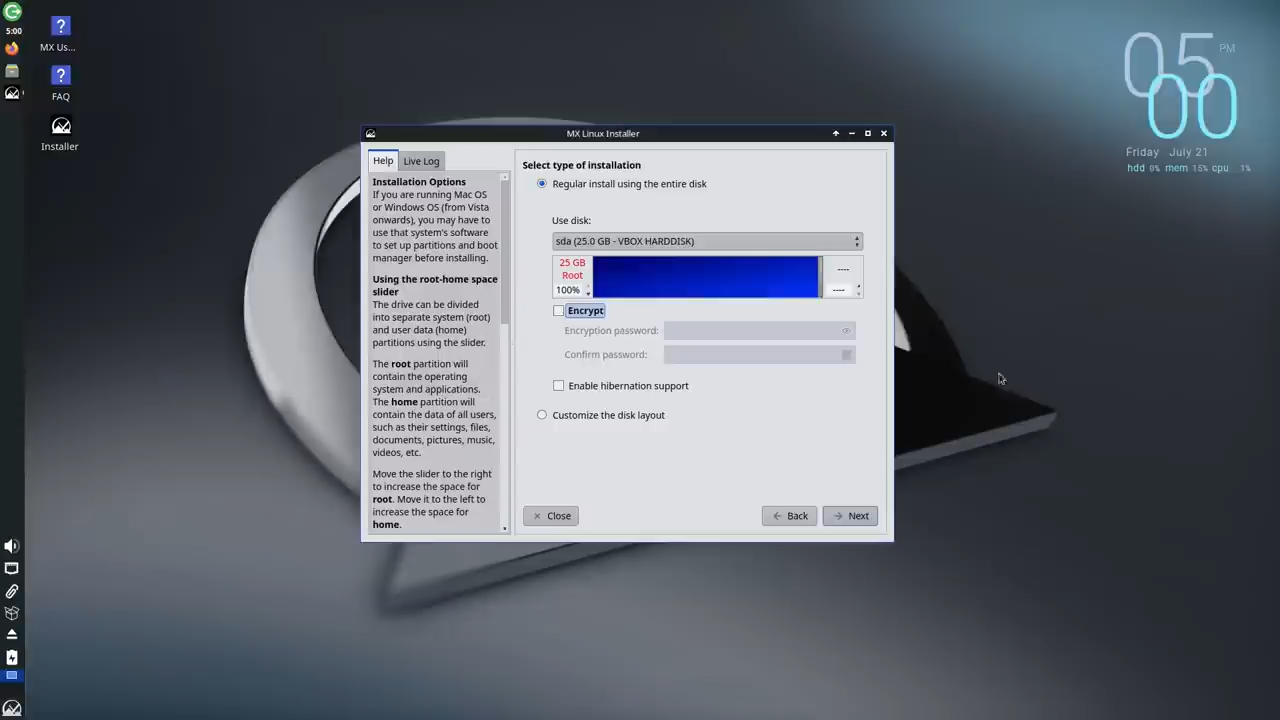 5:00
MX Us...
FAQ
Installer
05 PM
00
Friday July 21
hdd 0% mem 15% cpu 1%
MX Linux Installer
Help
Live Log
Installation Options
If you are running Mac OS
or Windows OS (from Vista
onwards), you may have to
use that system's software
to set up partitions and boot
manager before installing.
Using the root-home space
slider
The drive can be divided
into separate system (root)
and user data (home)
partitions using the slider.
The root partition will
contain the operating
system and applications.
The home partition will
contain the data of all users,
such as their settings, files,
documents, pictures, music,
videos, etc.
Move the slider to the right
to increase the space for
root. Move it to the left to
increase the space for
home.
Select type of installation
Regular install using the entire disk
Use disk:
sda (25.0 GB - VBOX HARDDISK)
25 GB
Root
100%
----
----
Encrypt
Encryption password:
Confirm password:
Enable hibernation support
Customize the disk layout
Close
Back
Next